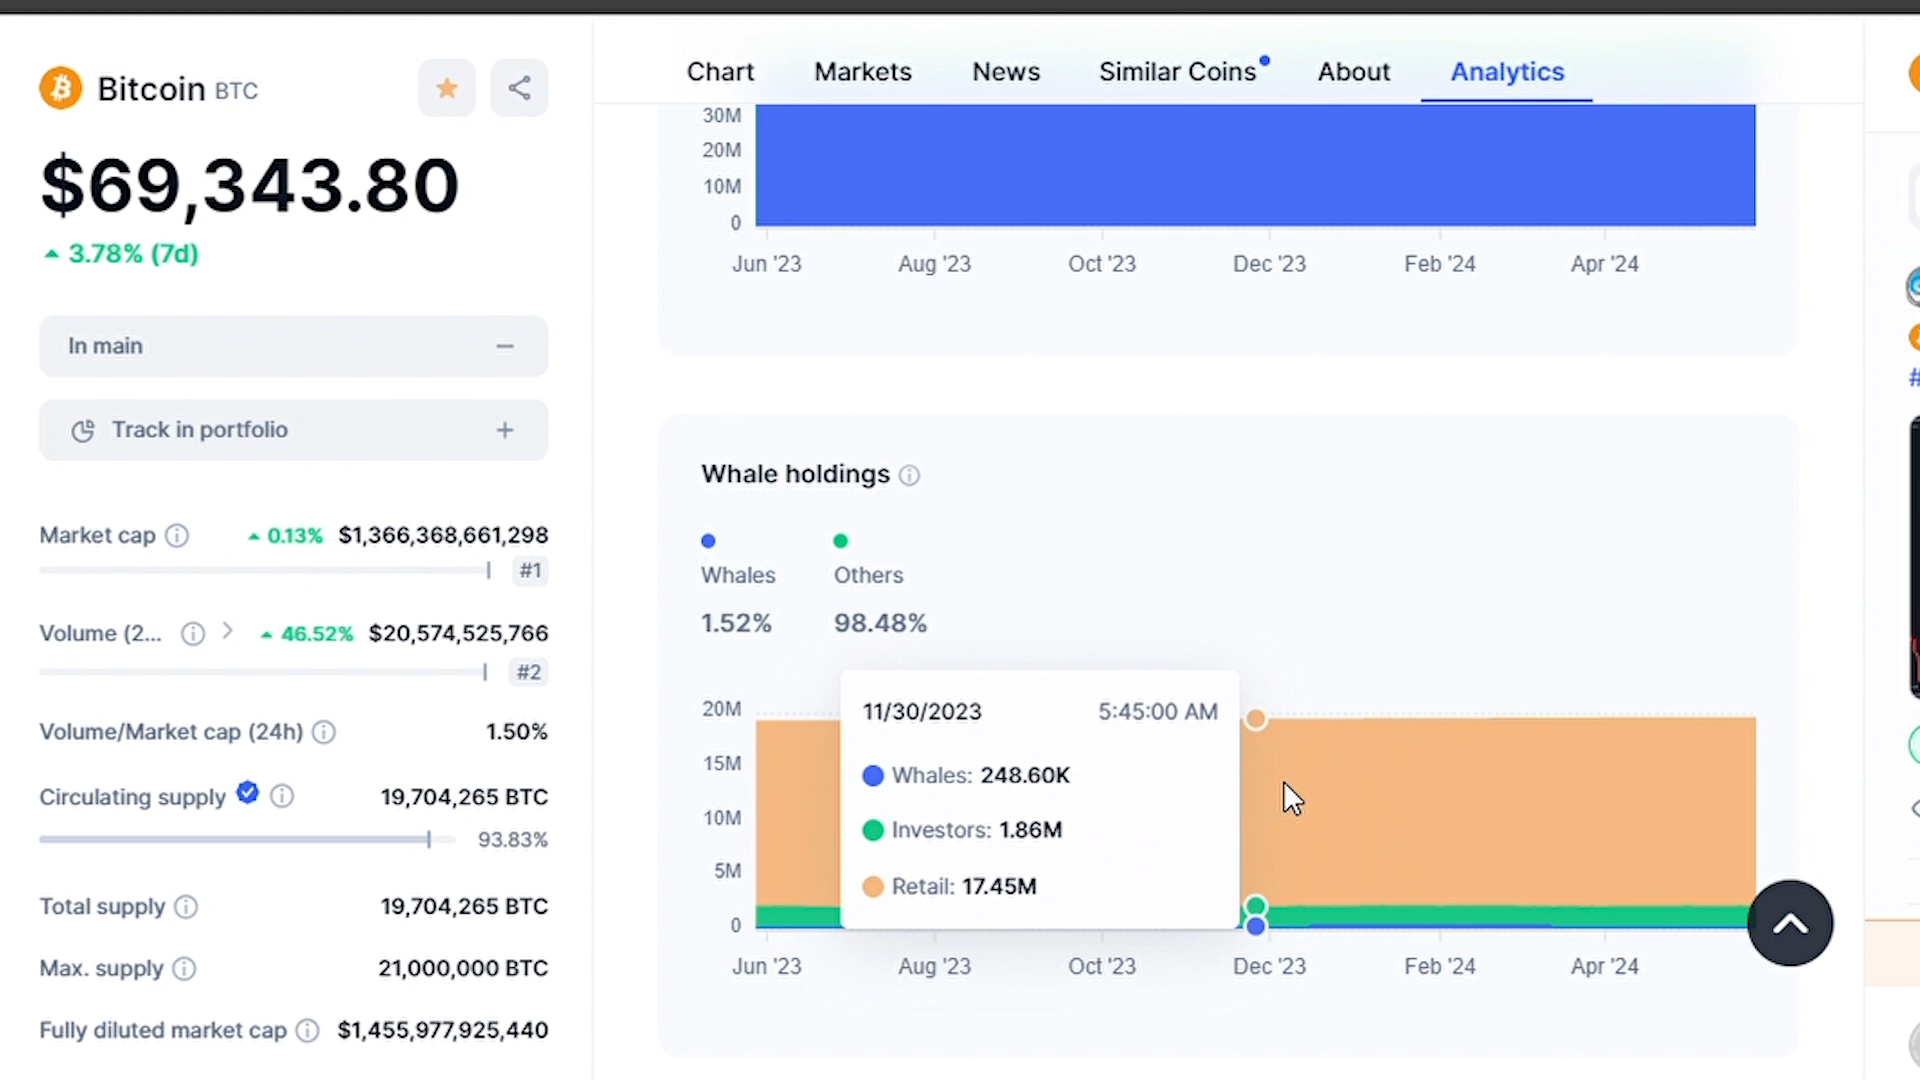 Bitcoin BTC
$69,343.80
3.78% (7d)
In main
Track in portfolio
Market cap 0.13% $1,366,368,661,298
#1
Volume (2... 46.52% $20,574,525,766
#2
Volume/Market cap (24h) 1.50%
Circulating supply 19,704,265 BTC
93.83%
Total supply 19,704,265 BTC
Max. supply 21,000,000 BTC
Fully diluted market cap $1,455,977,925,440
Chart Markets News Similar Coins About Analytics
30M
20M
10M
0
Jun '23 Aug '23 Oct '23 Dec '23 Feb '24 Apr '24
Whale holdings
Whales Others
1.52% 98.48%
20M
15M
10M
5M
0
11/30/2023 5:45:00 AM
Whales: 248.60K
Investors: 1.86M
Retail: 17.45M
Jun '23 Aug '23 Oct '23 Dec '23 Feb '24 Apr '24
#